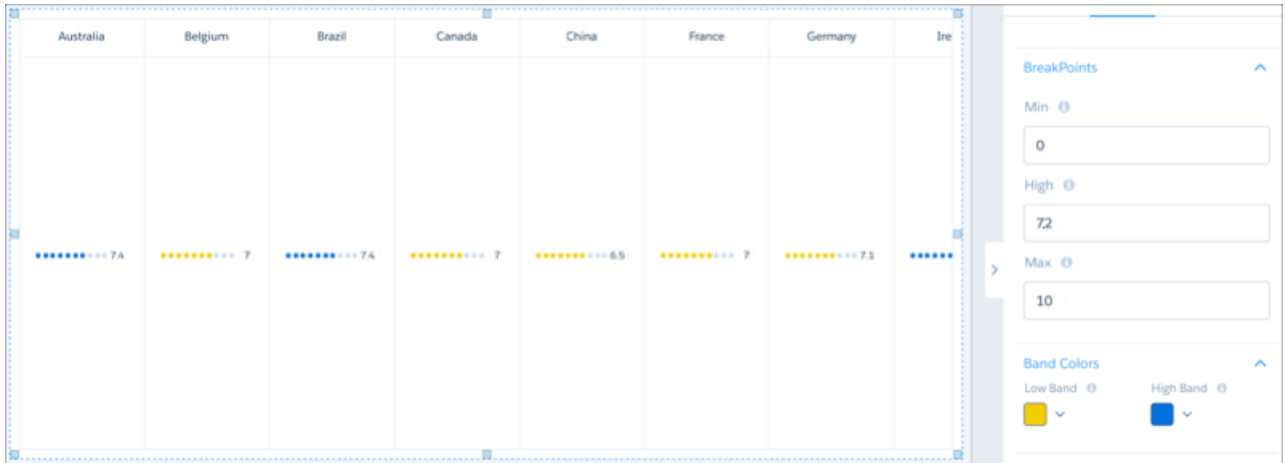 Australia Belgium Brazil Canada China France Germany Ire
7.4 7 7.4 7 6.5 7 7.1
BreakPoints
Min
0
High
7.2
Max
10
Band Colors
Low Band High Band